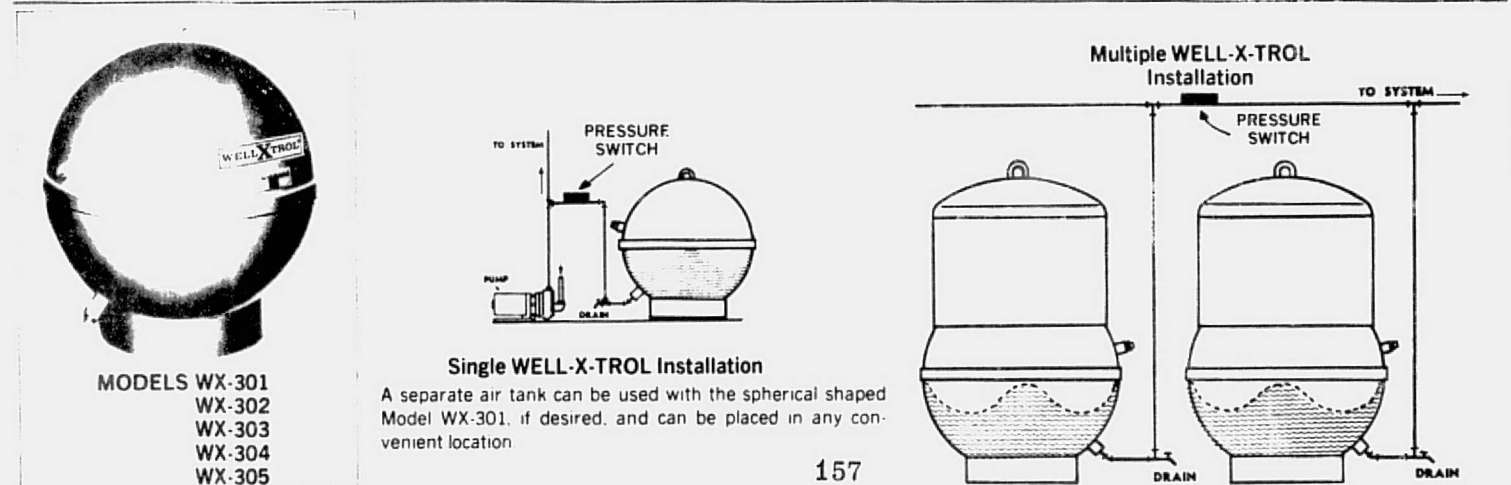 WELL X TROL
MODELS WX-301
WX-302
WX-303
WX-304
WX-305
TO SYSTEM
PRESSURE
SWITCH
PUMP
DRAIN
Single WELL-X-TROL Installation
A separate air tank can be used with the spherical shaped
Model WX-301, if desired, and can be placed in any con-
venient location
157
Multiple WELL-X-TROL
Installation
TO SYSTEM
PRESSURE
SWITCH
DRAIN
DRAIN